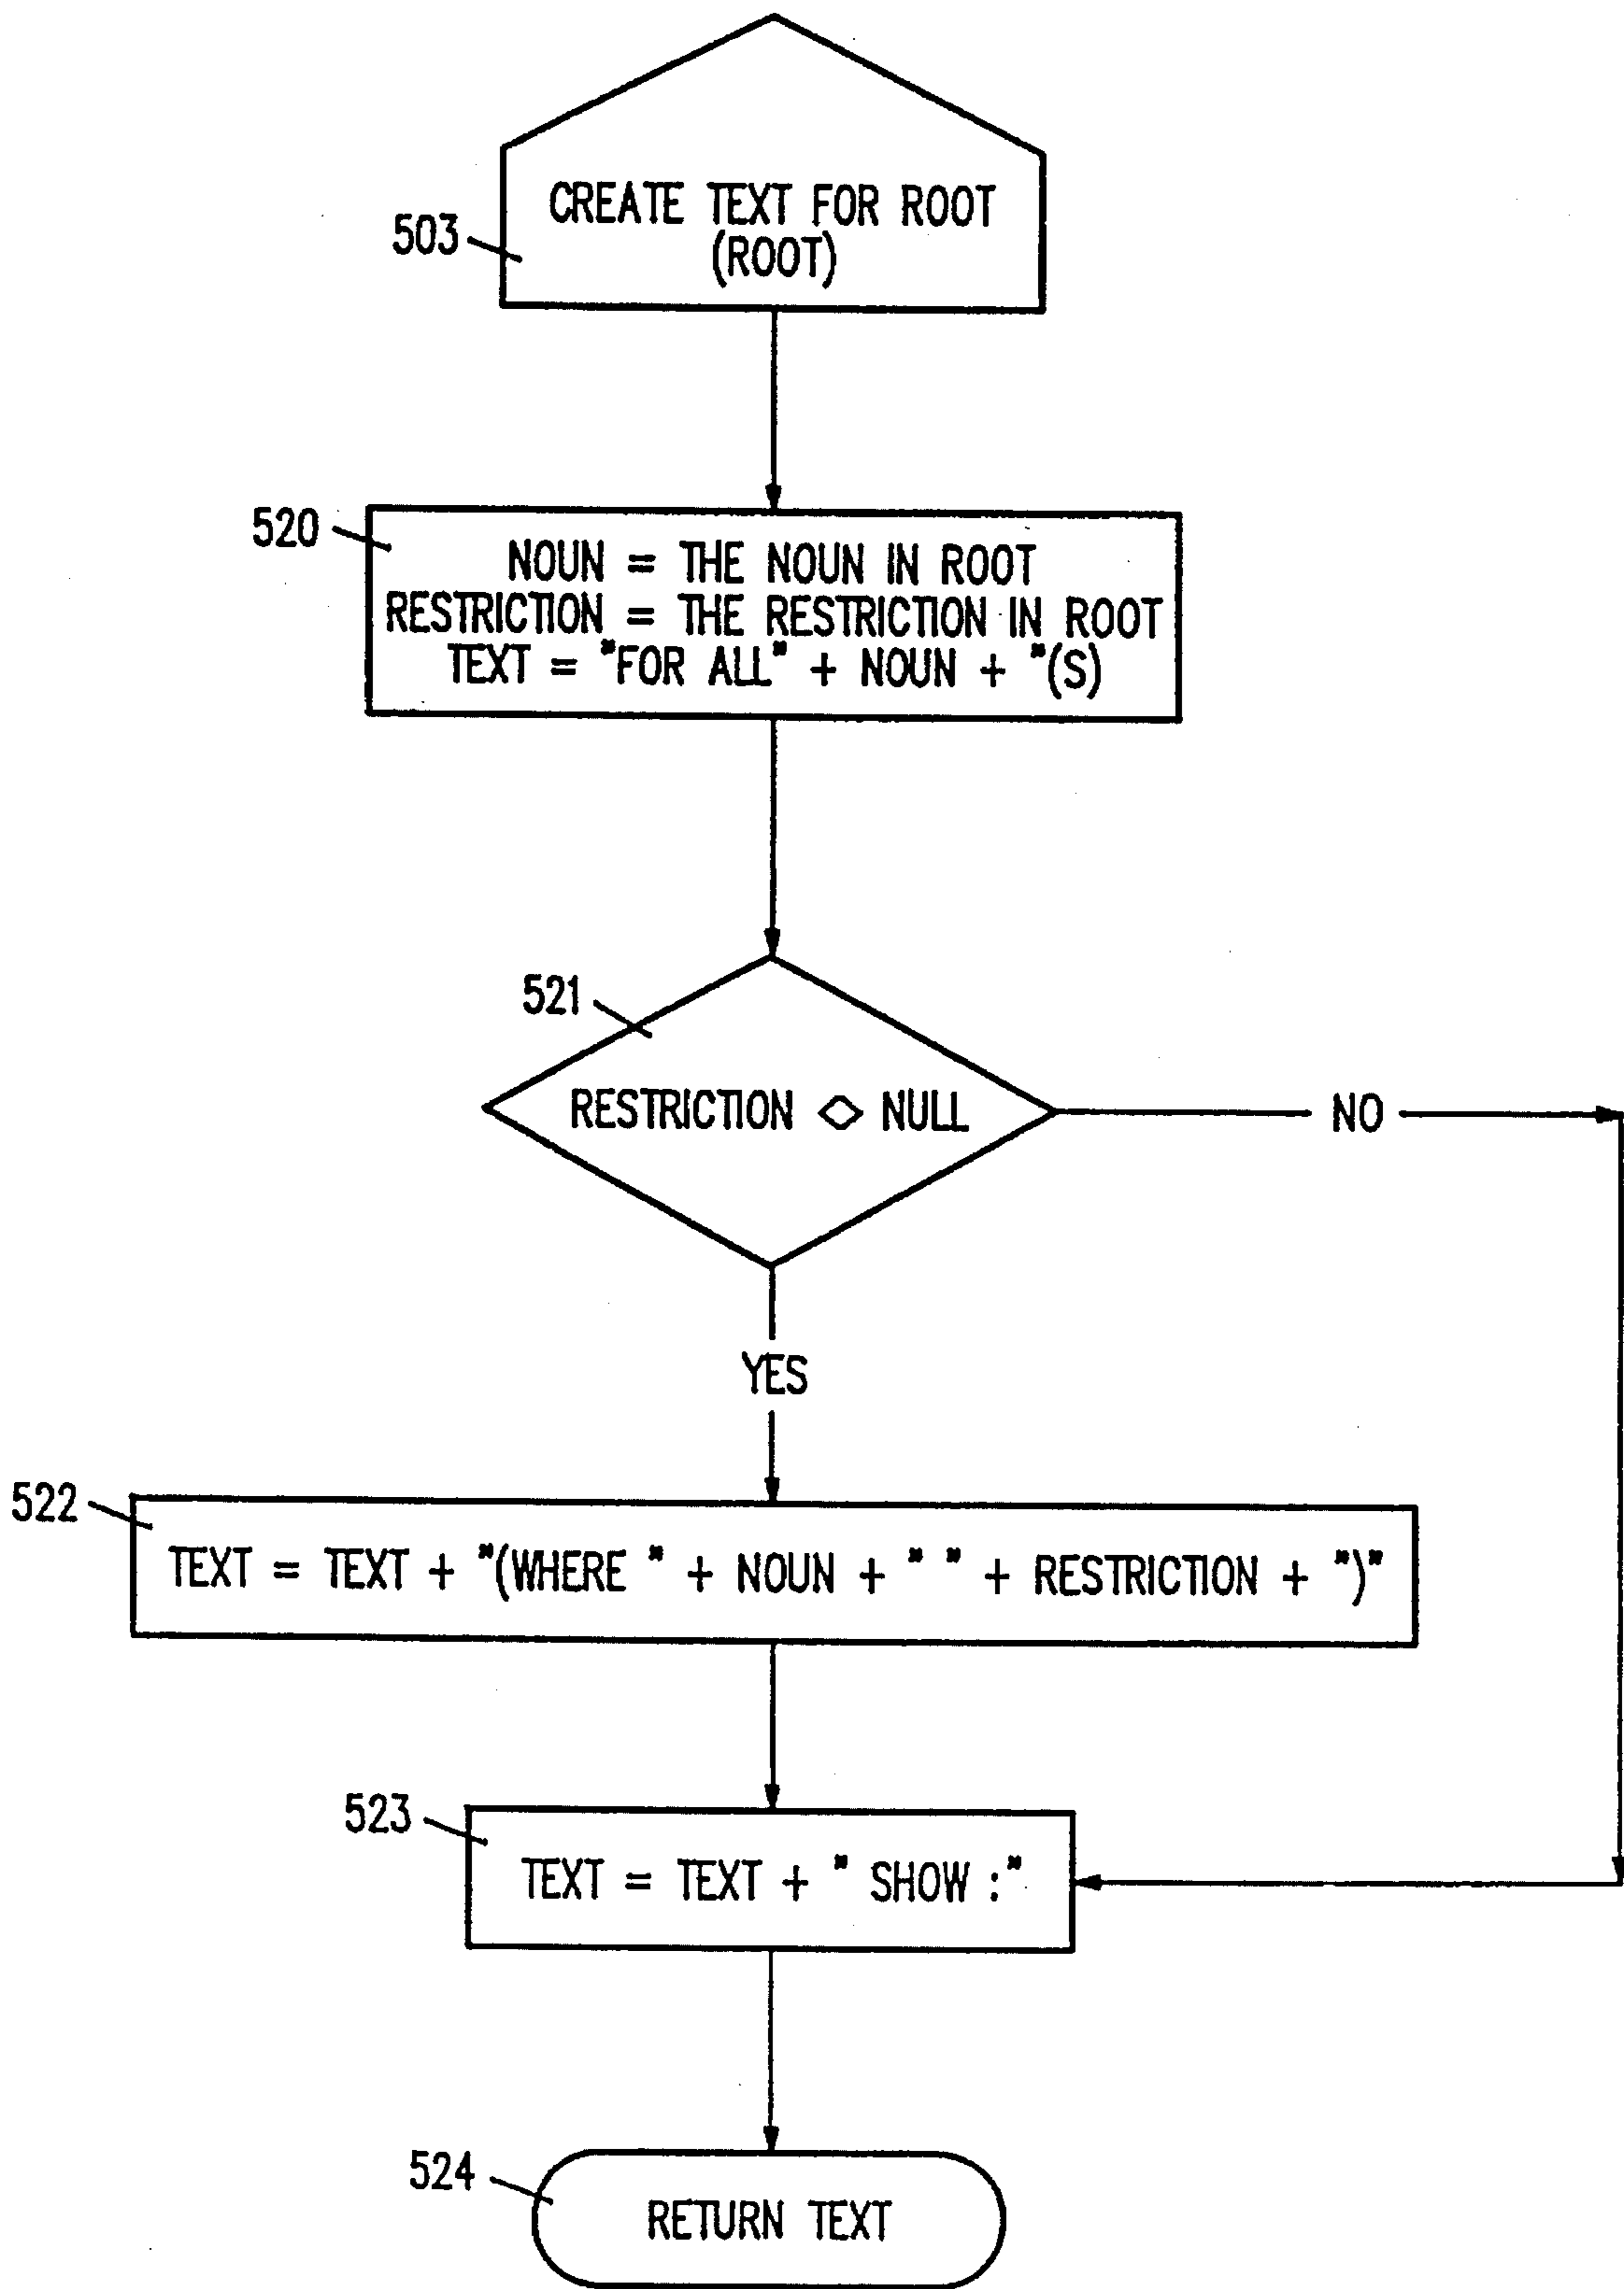 CREATE TEXT FOR ROOT
(ROOT)
503
520
NOUN = THE NOUN IN ROOT
RESTRICTION = THE RESTRICTION IN ROOT
TEXT = "FOR ALL" + NOUN + "(S)
521
RESTRICTION <> NULL
NO
YES
522
TEXT = TEXT + "(WHERE " + NOUN + " " + RESTRICTION + ")"
523
TEXT = TEXT + " SHOW :"
524
RETURN TEXT